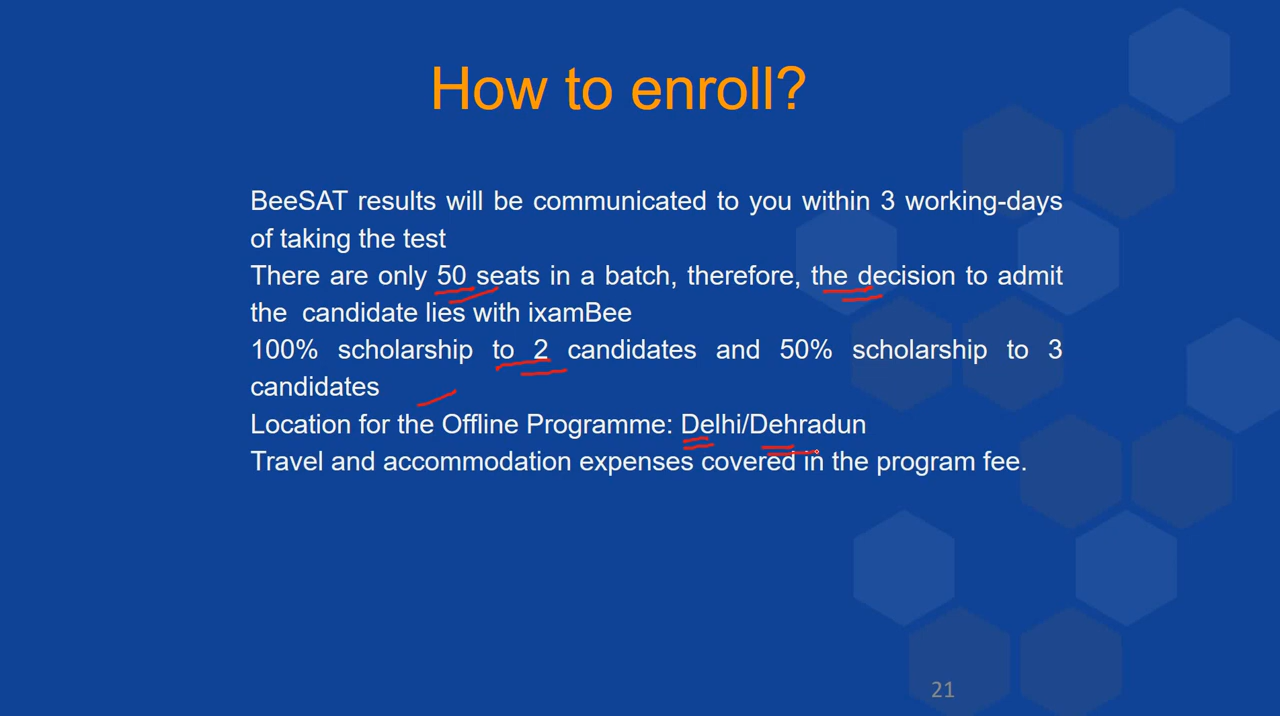 How to enroll?
BeeSAT results will be communicated to you within 3 working-days
of taking the test
There are only 50 seats in a batch, therefore, the decision to admit
the candidate lies with ixamBee
100% scholarship to 2 candidates and 50% scholarship to 3
candidates
Location for the Offline Programme: Delhi/Dehradun
Travel and accommodation expenses covered in the program fee.
21